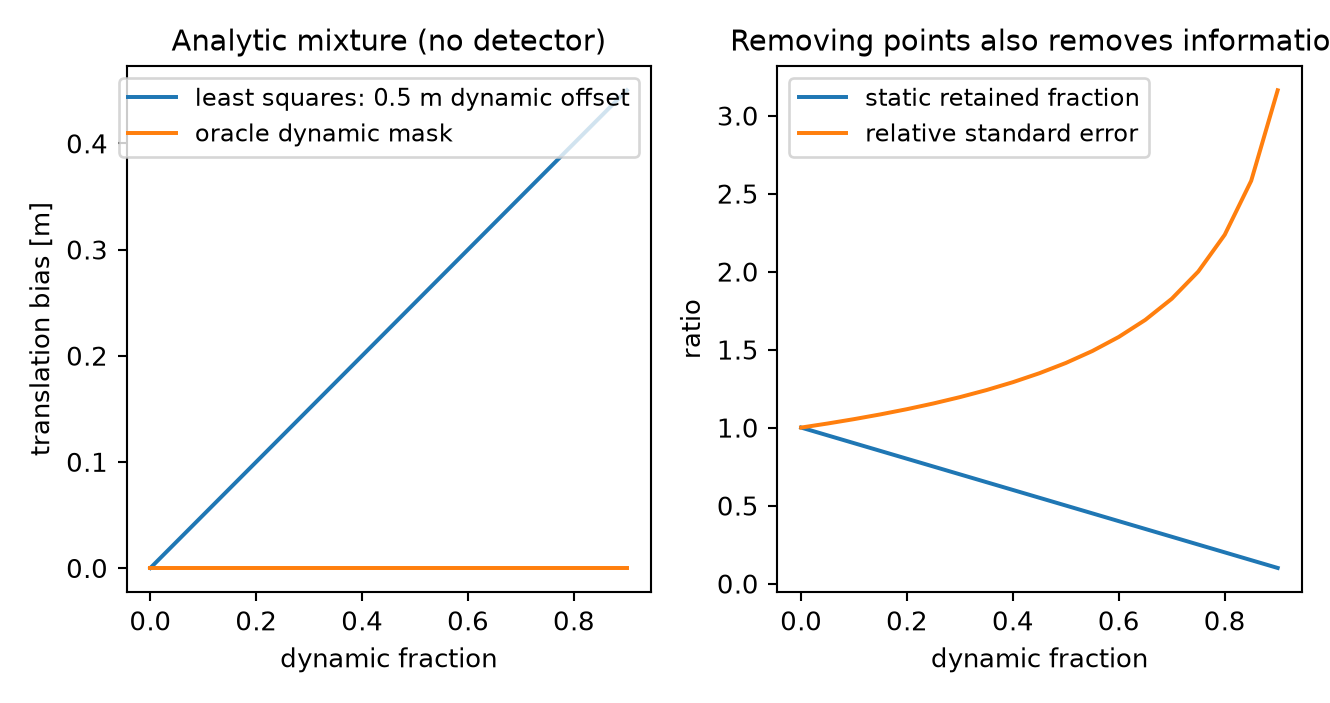 Analytic mixture (no detector)
least squares: 0.5 m dynamic offset
oracle dynamic mask
translation bias [m]
0.4
0.3
0.2
0.1
0.0
0.0 0.2 0.4 0.6 0.8
dynamic fraction
Removing points also removes informatio
static retained fraction
relative standard error
ratio
3.0
2.5
2.0
1.5
1.0
0.5
0.0
0.0 0.2 0.4 0.6 0.8
dynamic fraction